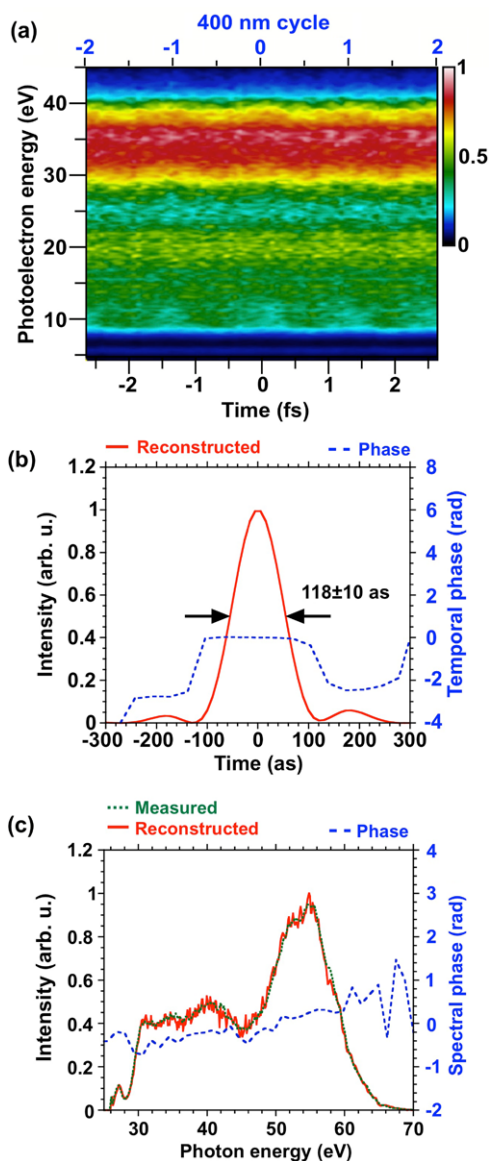 (a)
400 nm cycle
-2 -1 0 1 2
Photoelectron energy (eV)
40
30
20
10
1
0.5
0
-2 -1 0 1 2
Time (fs)
Reconstructed Phase
(b)
Intensity (arb. u.)
1.2
1
0.8
0.6
0.4
0.2
0
118±10 as
8
6
4
2
0
-2
-4
Temporal phase (rad)
-300 -200 -100 0 100 200 300
Time (as)
Measured
Reconstructed Phase
(c)
Intensity (arb. u.)
1.2
1
0.8
0.6
0.4
0.2
0
4
3
2
1
0
-1
-2
Spectral phase (rad)
30 40 50 60 70
Photon energy (eV)